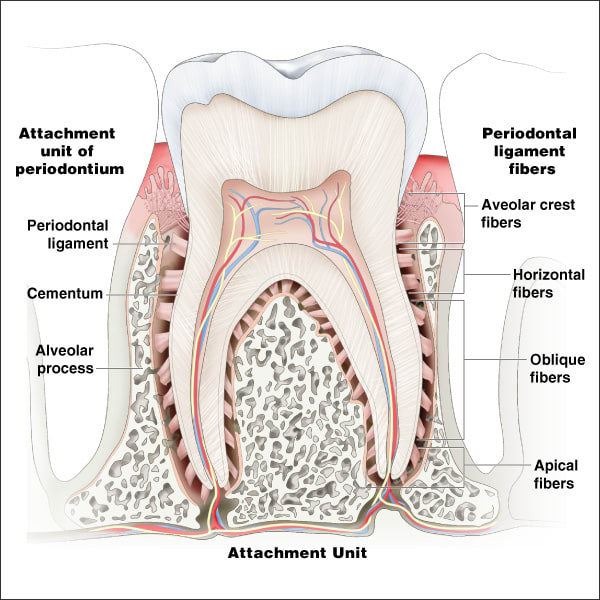 Attachment
unit of
periodontium
Periodontal
ligament
Cementum
Alveolar
process
Periodontal
ligament
fibers
Aveolar crest
fibers
Horizontal
fibers
Oblique
fibers
Apical
fibers
Attachment Unit